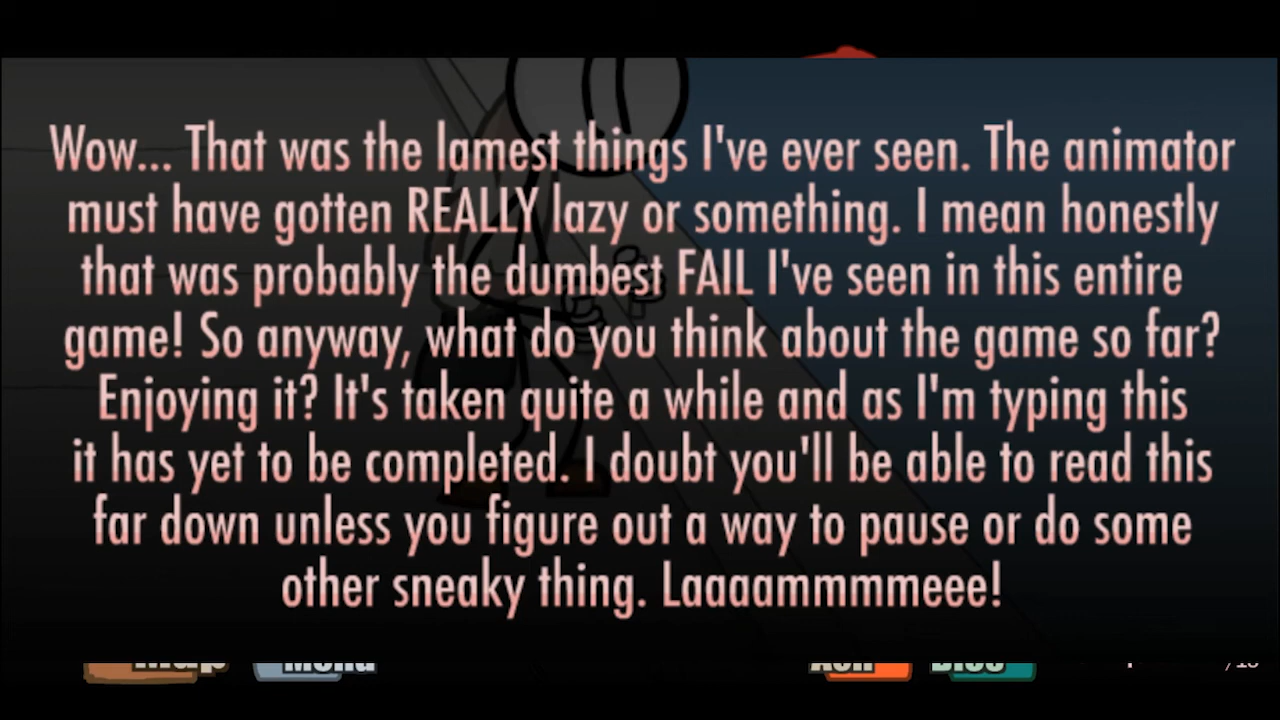 Wow... That was the lamest things I've ever seen. The animator
must have gotten REALLY lazy or something. I mean honestly
that was probably the dumbest FAIL I've seen in this entire
game! So anyway, what do you think about the game so far?
Enjoying it? It's taken quite a while and as I'm typing this
it has yet to be completed. I doubt you'll be able to read this
far down unless you figure out a way to pause or do some
other sneaky thing. Laaaammmmeee!
Map Menu